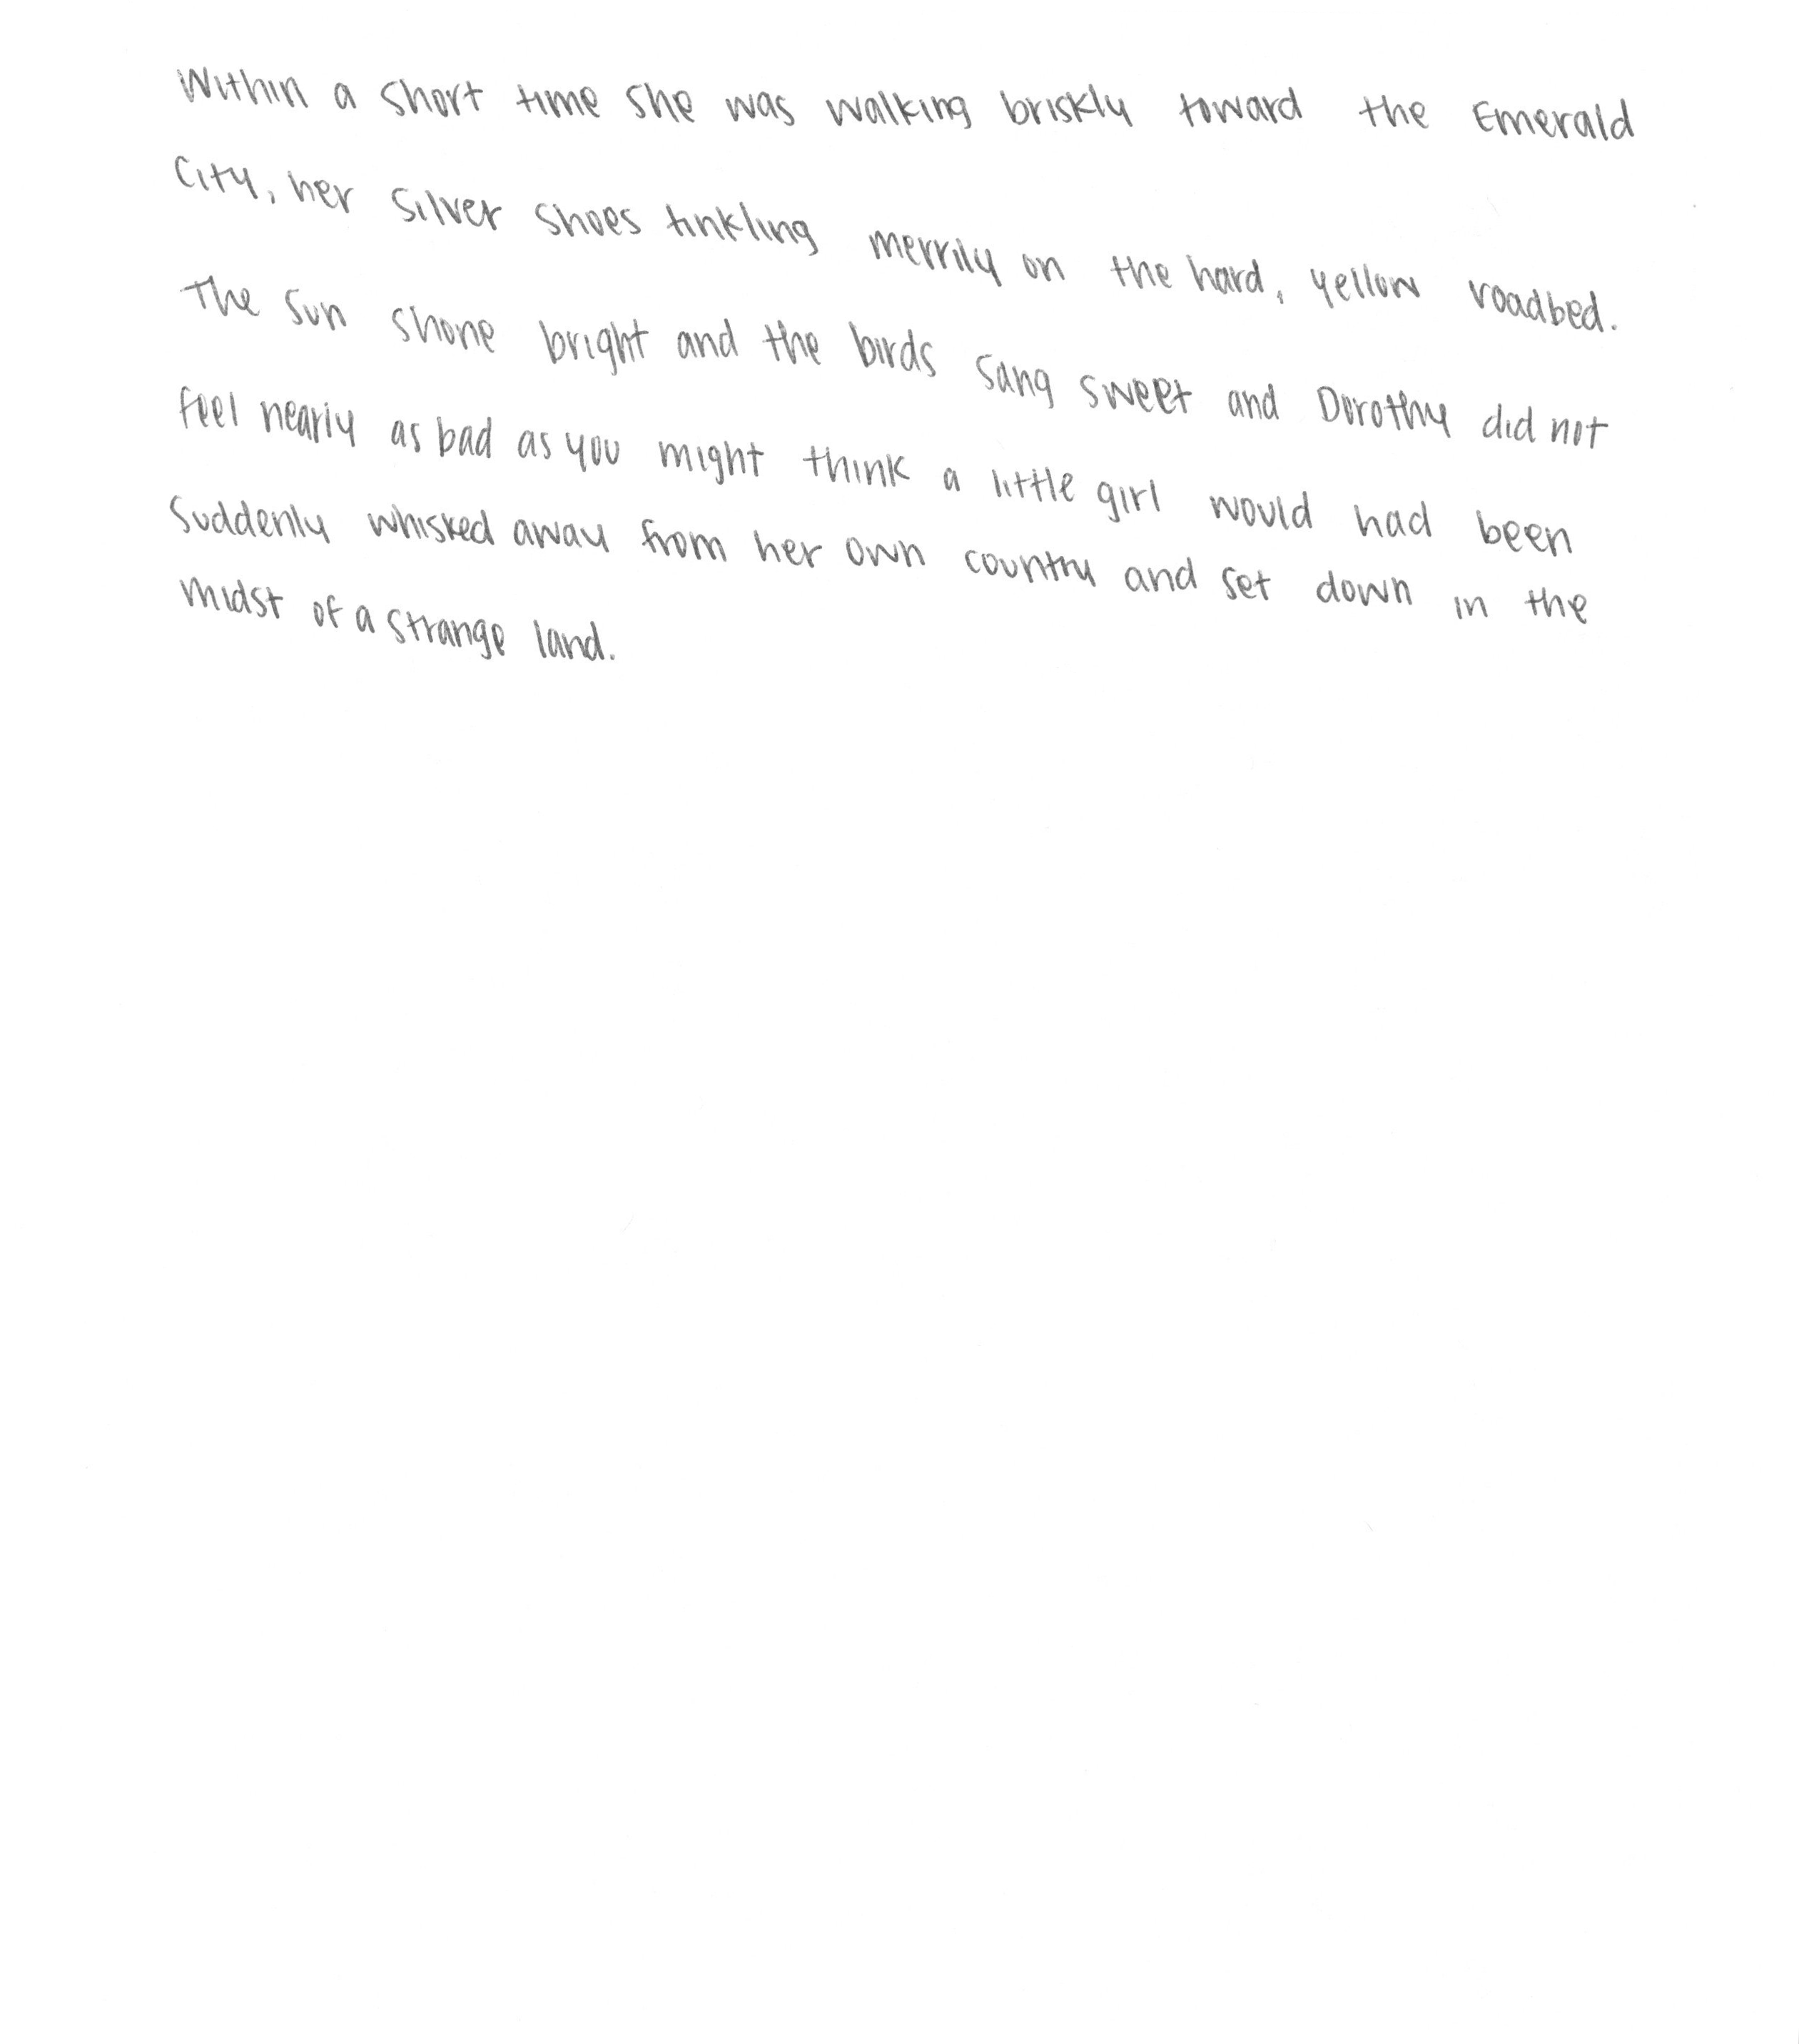 Within a short time she was walking briskly toward the Emerald
City, her Silver Shoes tinkling merrily on the hard, yellow roadbed.
The sun shone bright and the birds sang sweet and Dorothy did not
feel nearly as bad as you might think a little girl would had been
suddenly whisked away from her own country and set down in the
midst of a strange land.